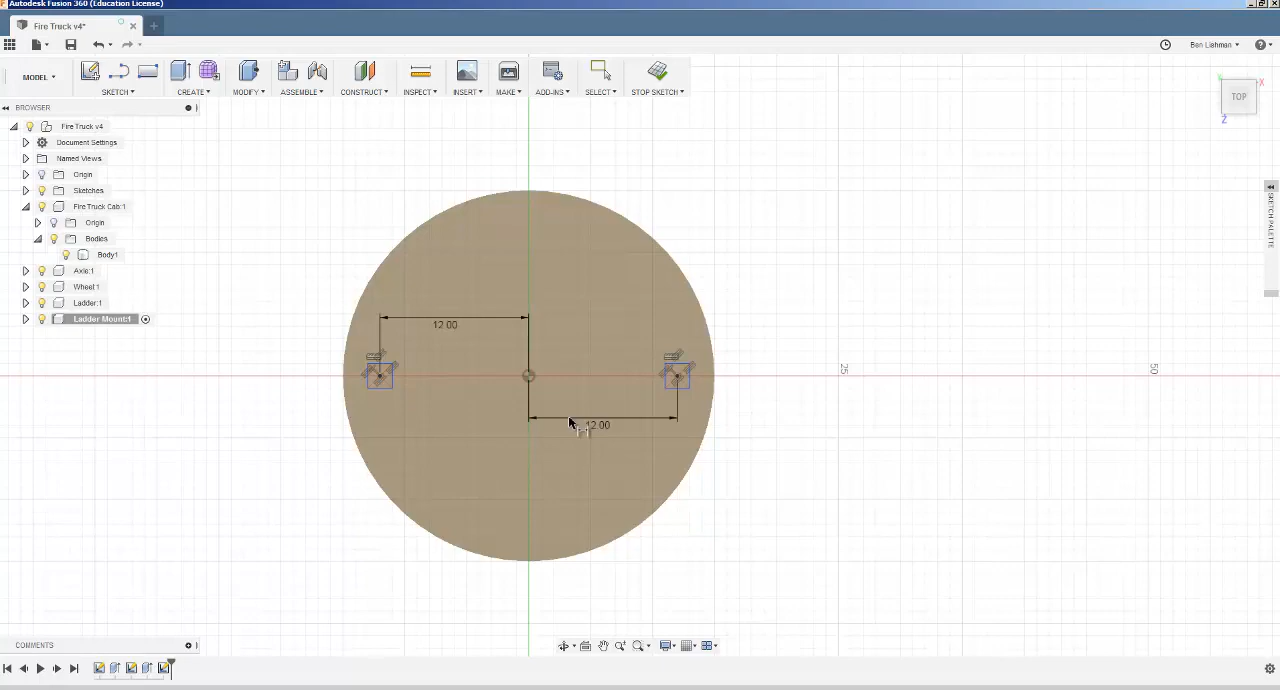 Autodesk Fusion 360 (Education License)
Fire Truck v4*
Ben Lishman
MODEL
SKETCH
CREATE
MODIFY
ASSEMBLE
CONSTRUCT
INSPECT
INSERT
MAKE
ADD-INS
SELECT
STOP SKETCH
TOP
X
Z
BROWSER
Fire Truck v4
Document Settings
Named Views
Origin
Sketches
Fire Truck Cab:1
Origin
Bodies
Body1
Axle:1
Wheel:1
Ladder:1
Ladder Mount:1
SKETCH PALETTE
12.00
12.00
25
50
COMMENTS